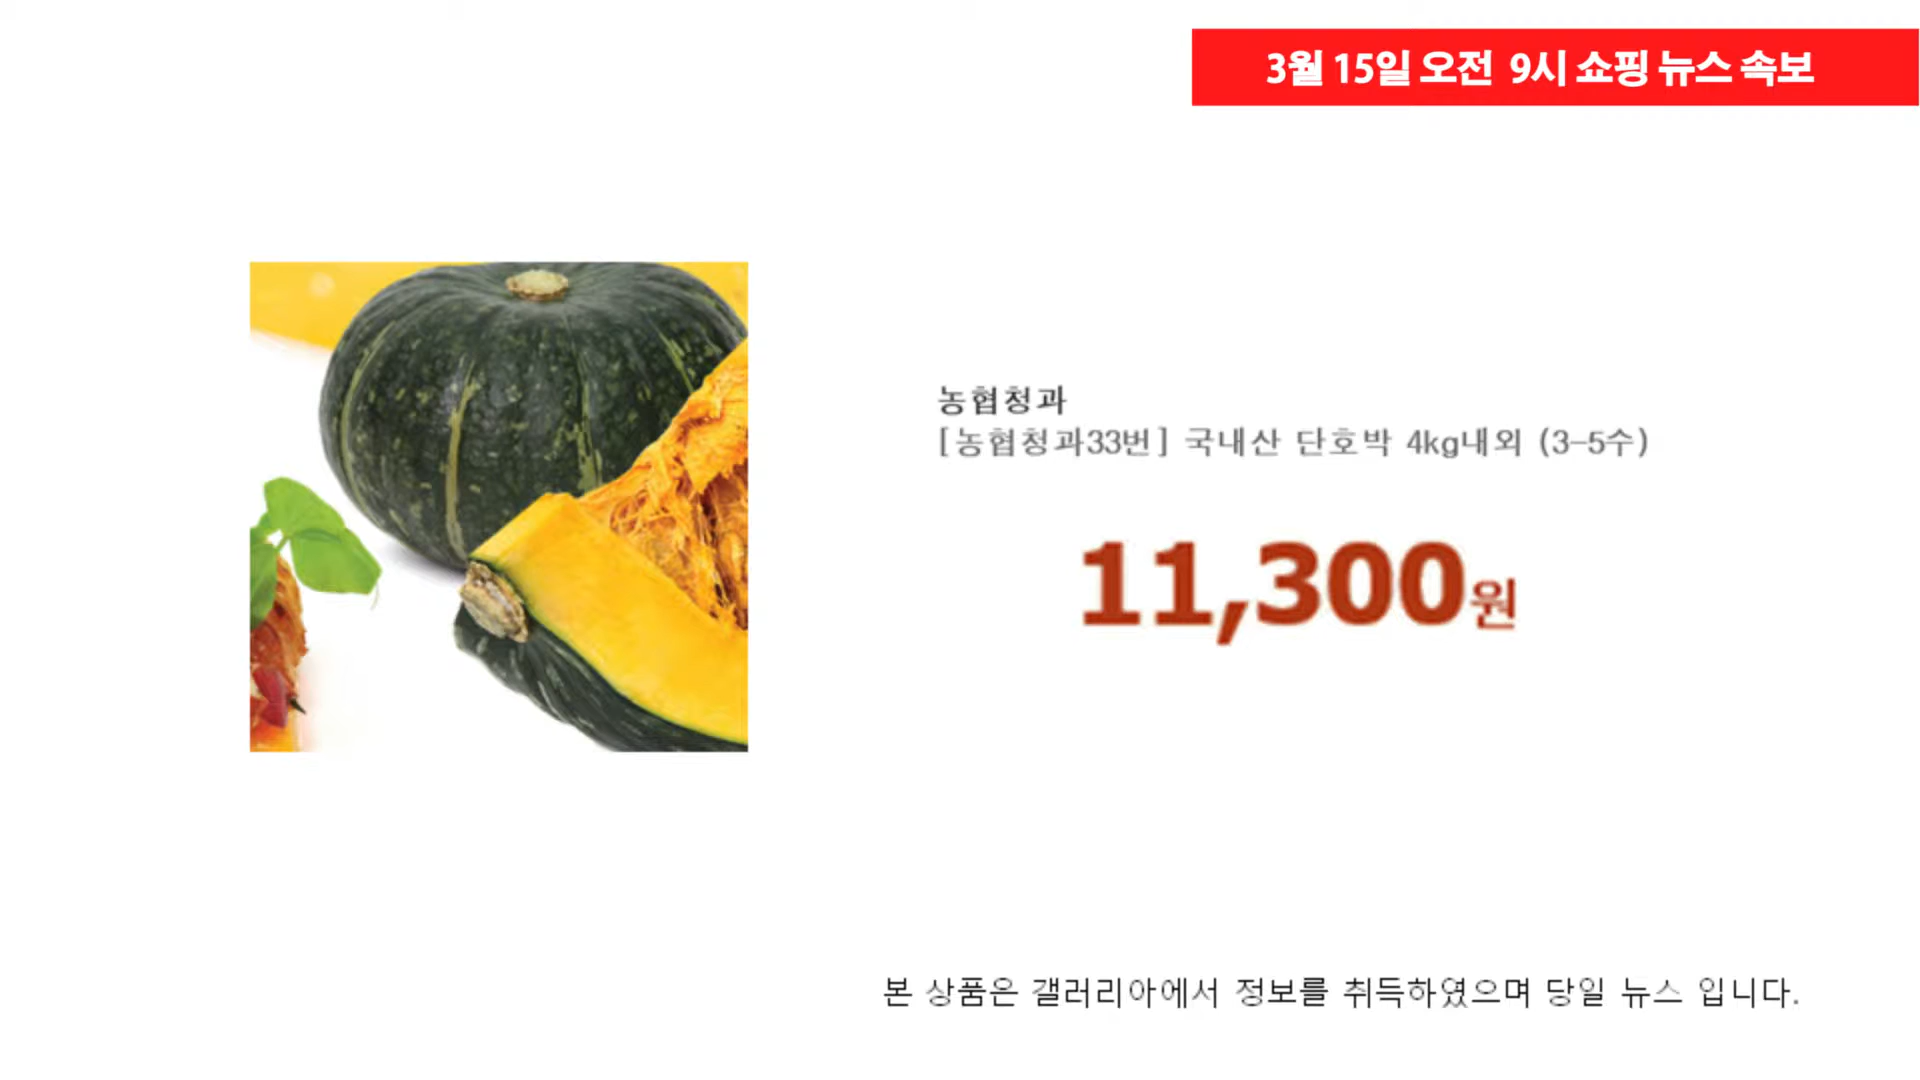 3월 15일 오전 9시 쇼핑 뉴스 속보
농협청과
[농협청과33번] 국내산 단호박 4kg내외 (3-5수)
11,300원
본 상품은 갤러리아에서 정보를 취득하였으며 당일 뉴스 입니다.